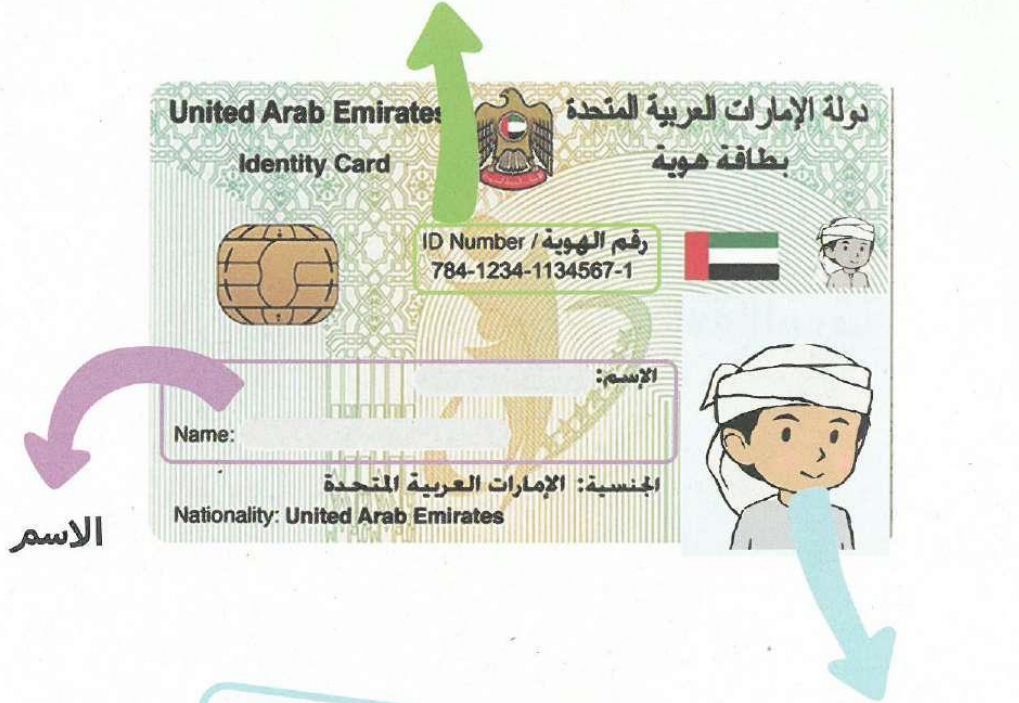 United Arab Emirates
دولة الإمارات العربية المتحدة
Identity Card
بطاقة هوية
ID Number / رقم الهوية
784-1234-1134567-1
الإسم:
Name:
الجنسية: الإمارات العربية المتحدة
Nationality: United Arab Emirates
الاسم